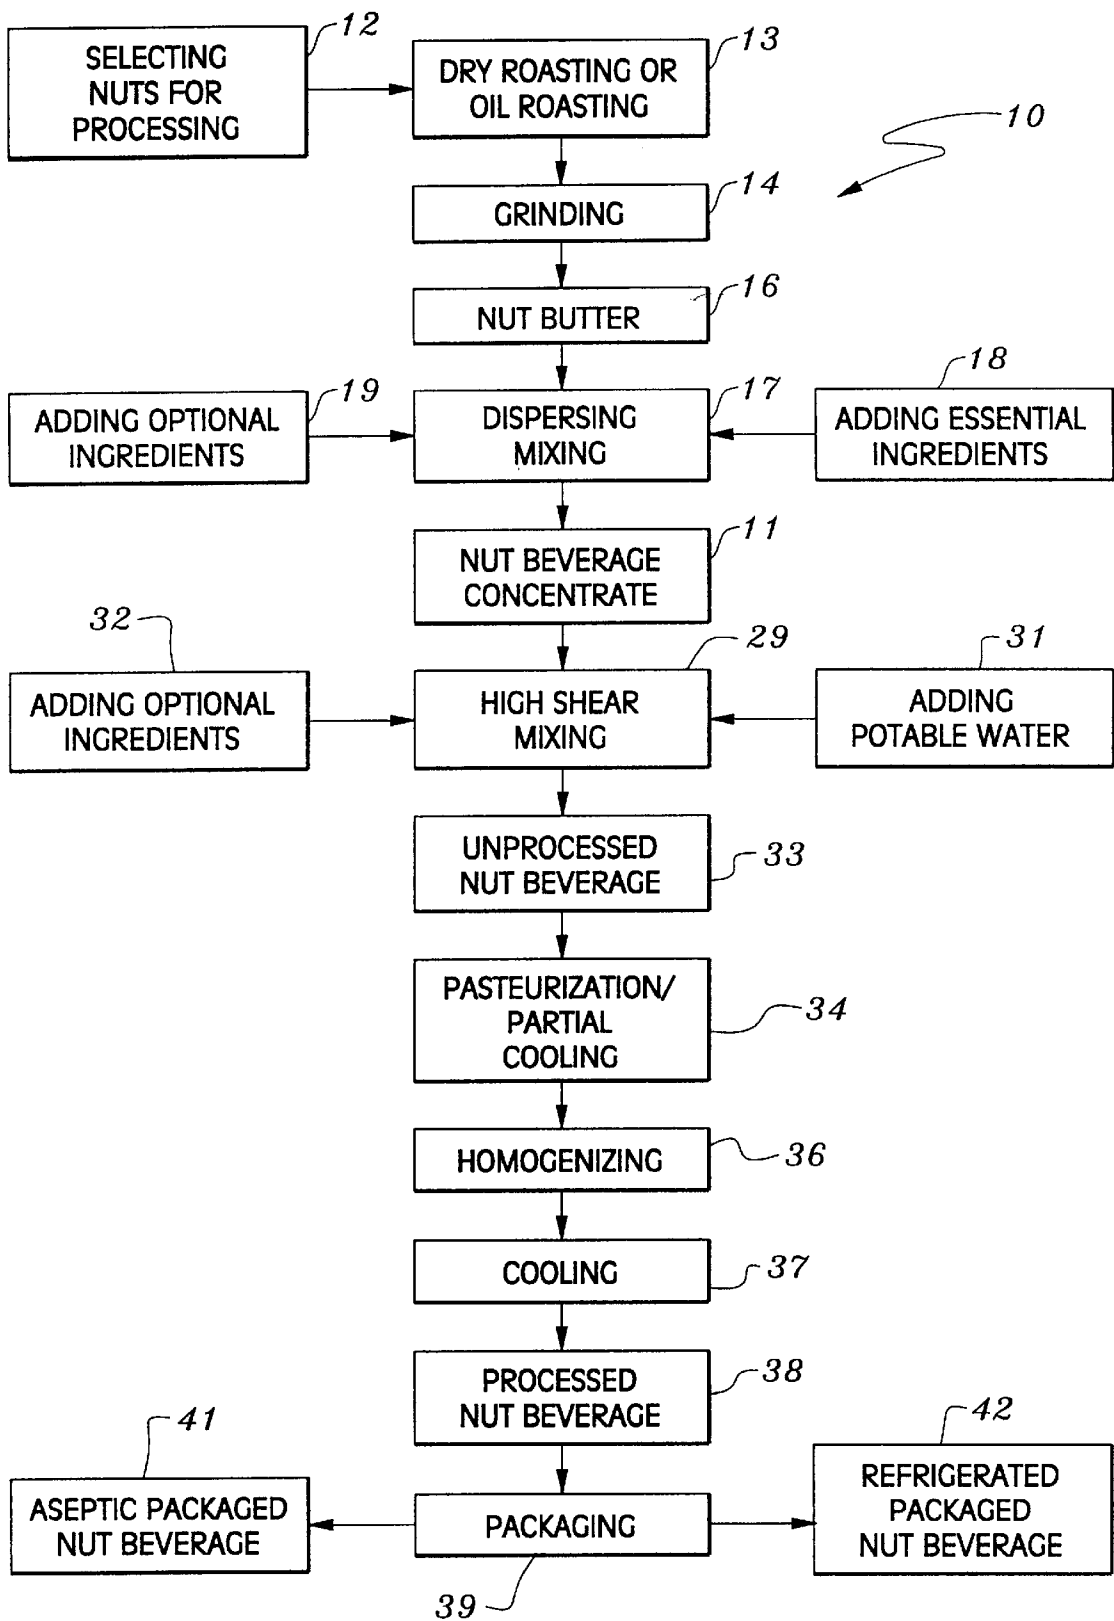 12
SELECTING
NUTS FOR
PROCESSING
13
DRY ROASTING OR
OIL ROASTING
10
14
GRINDING
16
NUT BUTTER
19
ADDING OPTIONAL
INGREDIENTS
17
DISPERSING
MIXING
18
ADDING ESSENTIAL
INGREDIENTS
11
NUT BEVERAGE
CONCENTRATE
32
ADDING OPTIONAL
INGREDIENTS
29
HIGH SHEAR
MIXING
31
ADDING
POTABLE WATER
33
UNPROCESSED
NUT BEVERAGE
34
PASTEURIZATION/
PARTIAL
COOLING
36
HOMOGENIZING
37
COOLING
38
PROCESSED
NUT BEVERAGE
41
ASEPTIC PACKAGED
NUT BEVERAGE
PACKAGING
39
42
REFRIGERATED
PACKAGED
NUT BEVERAGE